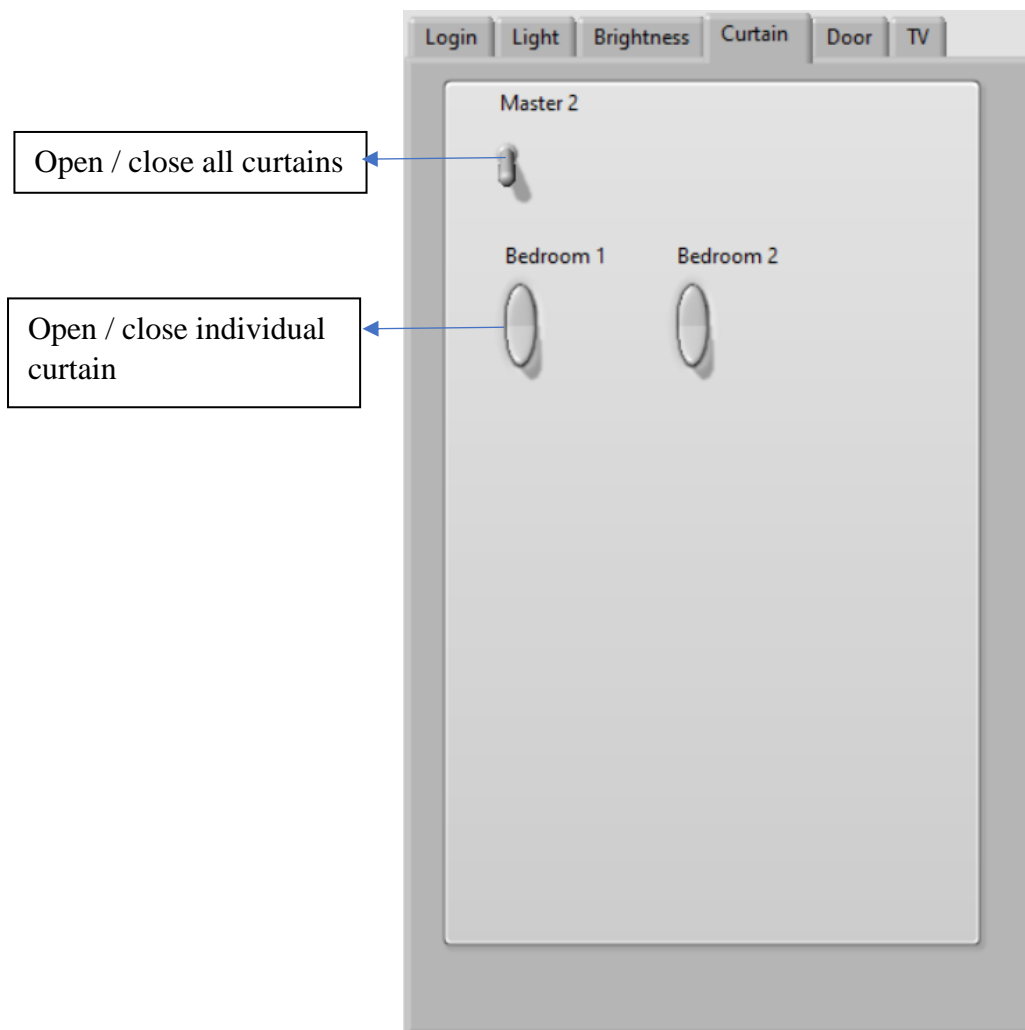 Login Light Brightness Curtain Door TV
Master 2
Open / close all curtains
Bedroom 1 Bedroom 2
Open / close individual
curtain